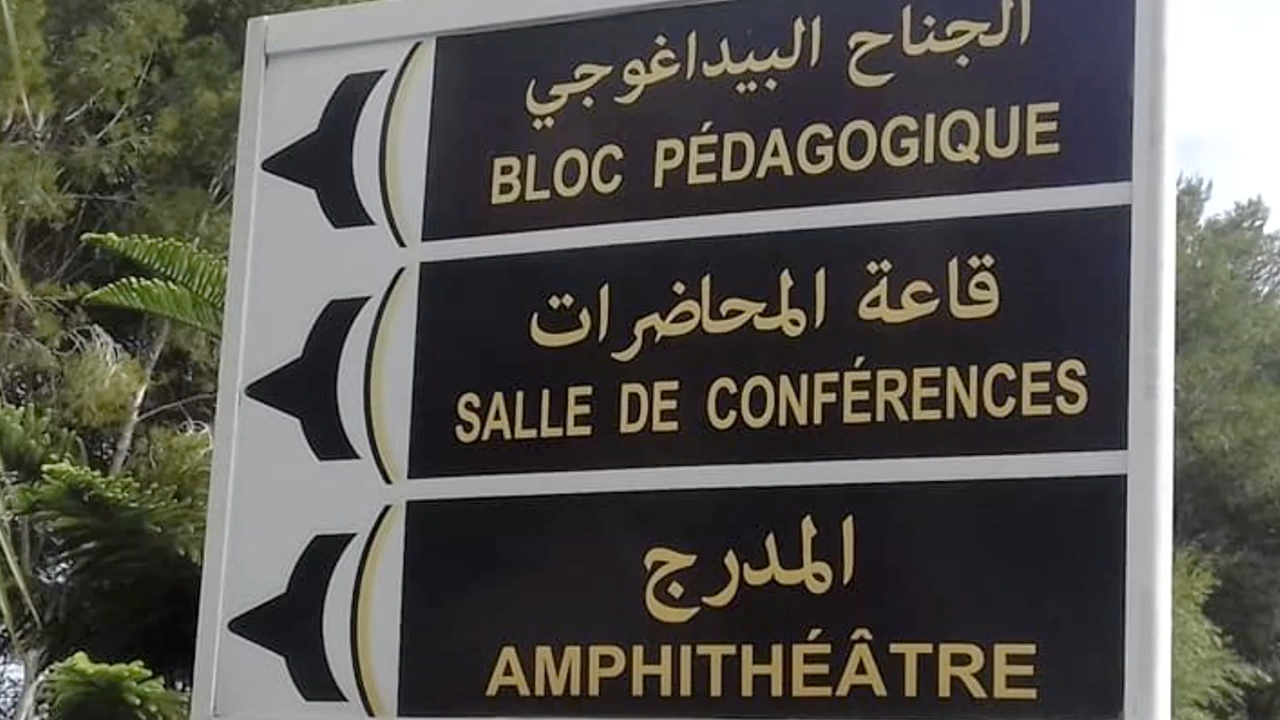 الجناح البيداغوجي
BLOC PÉDAGOGIQUE
قاعة المحاضرات
SALLE DE CONFÉRENCES
المدرج
AMPHITHÉÂTRE